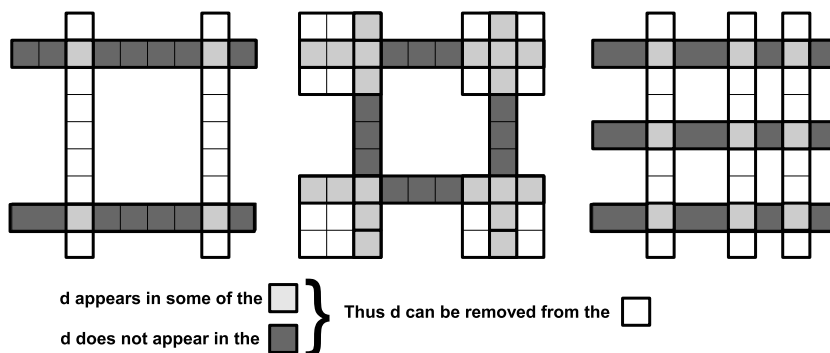 d appears in some of the
d does not appear in the
Thus d can be removed from the